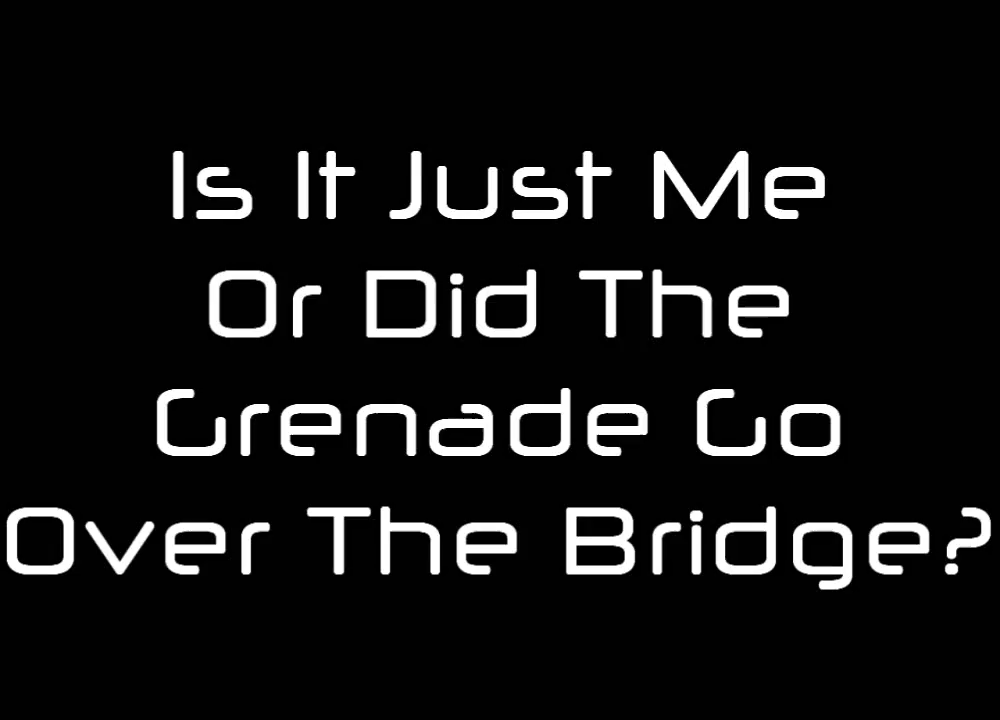 Is It Just Me
Or Did The
Grenade Go
Over The Bridge?